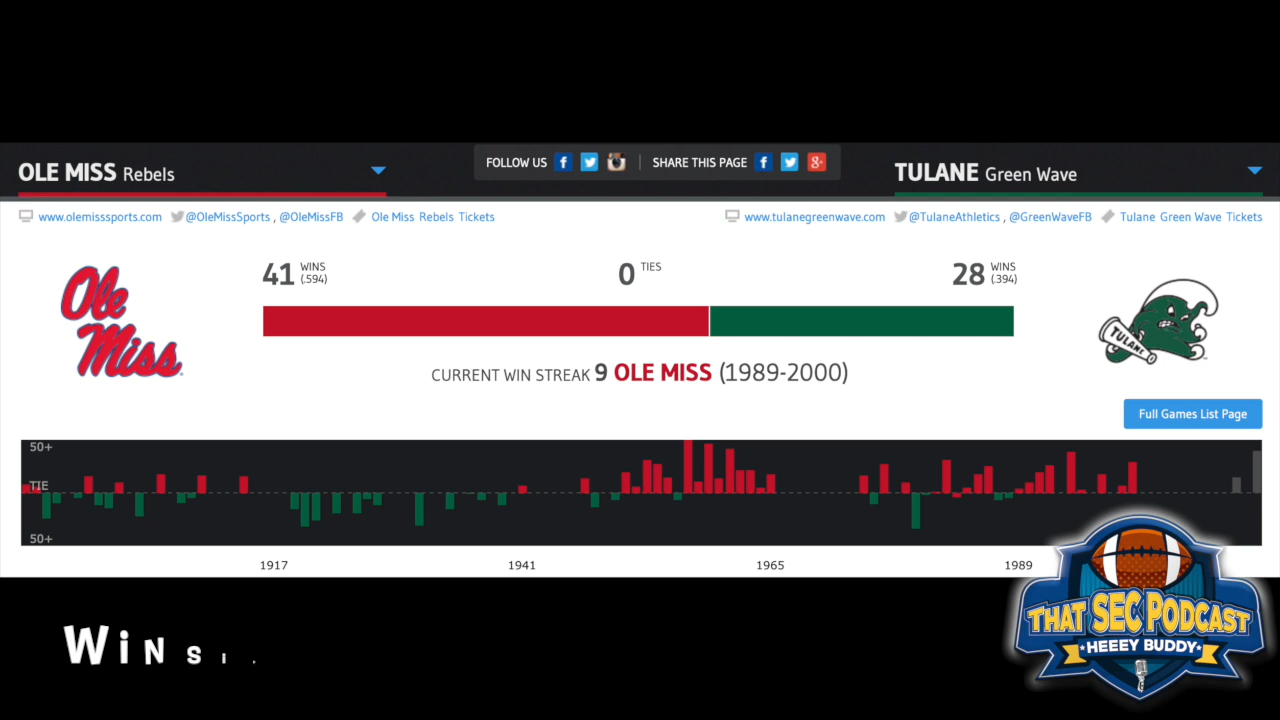 OLE MISS Rebels
FOLLOW US
SHARE THIS PAGE
TULANE Green Wave
www.olemisssports.com @OleMissSports , @OleMissFB Ole Miss Rebels Tickets
www.tulanegreenwave.com @TulaneAthletics , @GreenWaveFB Tulane Green Wave Tickets
41 WINS (.594)
0 TIES
28 WINS (.394)
Ole Miss
TULANE
CURRENT WIN STREAK 9 OLE MISS (1989-2000)
Full Games List Page
50+
TIE
50+
1917 1941 1965 1989
THAT SEC PODCAST
HEEEY BUDDY
WiN s